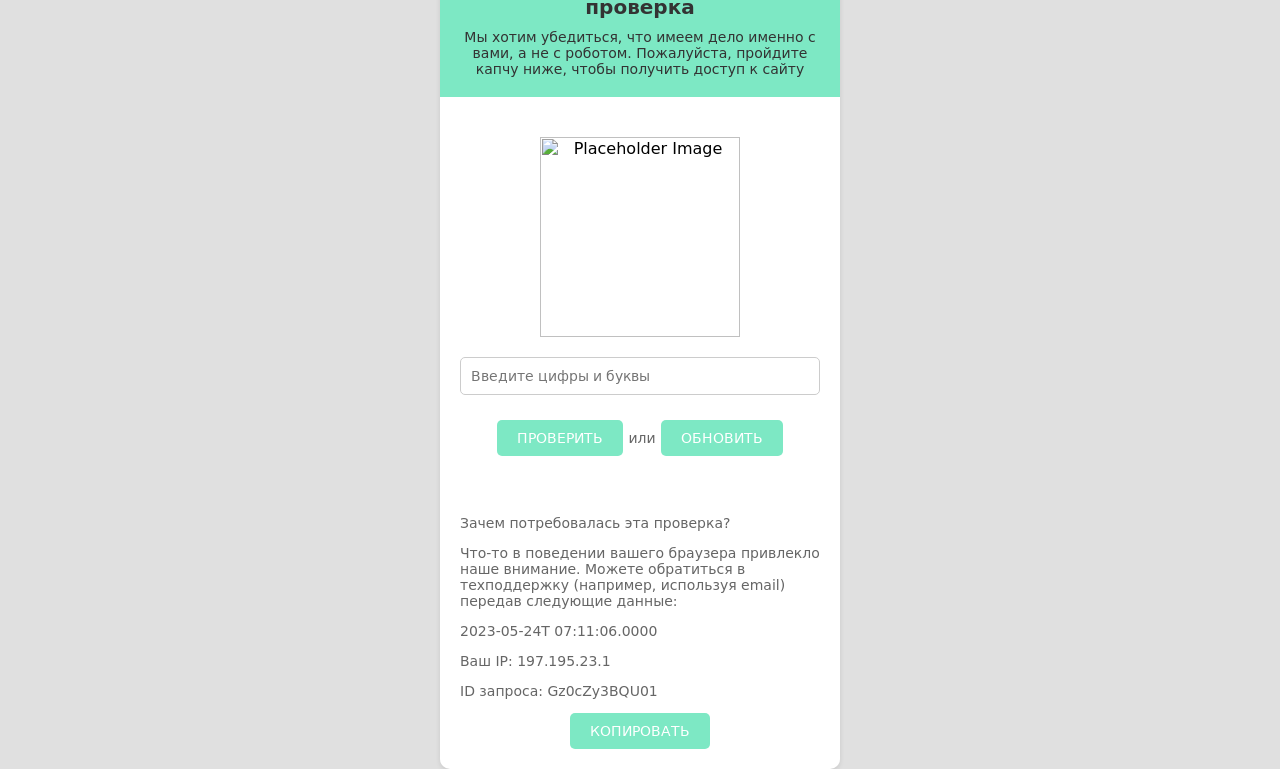 проверка
Мы хотим убедиться, что имеем дело именно с
вами, а не с роботом. Пожалуйста, пройдите
капчу ниже, чтобы получить доступ к сайту
Placeholder Image
Введите цифры и буквы
ПРОВЕРИТЬ или ОБНОВИТЬ
Зачем потребовалась эта проверка?
Что-то в поведении вашего браузера привлекло
наше внимание. Можете обратиться в
техподдержку (например, используя email)
передав следующие данные:
2023-05-24T 07:11:06.0000
Ваш IP: 197.195.23.1
ID запроса: Gz0cZy3BQU01
КОПИРОВАТЬ